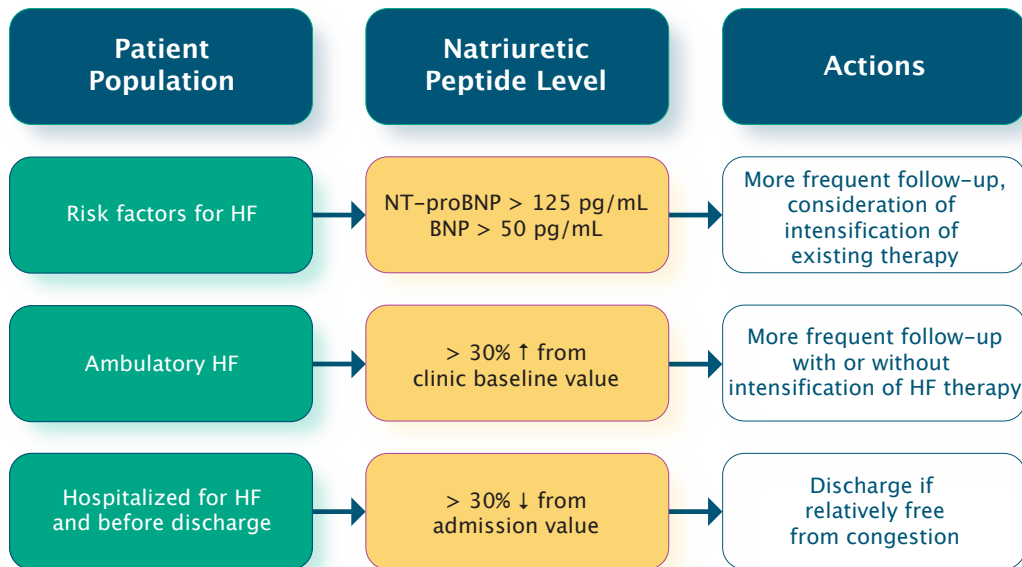 Patient
Population
Natriuretic
Peptide Level
Actions
Risk factors for HF
NT-proBNP > 125 pg/mL
BNP > 50 pg/mL
More frequent follow-up,
consideration of
intensification of
existing therapy
Ambulatory HF
> 30% ↑ from
clinic baseline value
More frequent follow-up
with or without
intensification of HF therapy
Hospitalized for HF
and before discharge
> 30% ↓ from
admission value
Discharge if
relatively free
from congestion